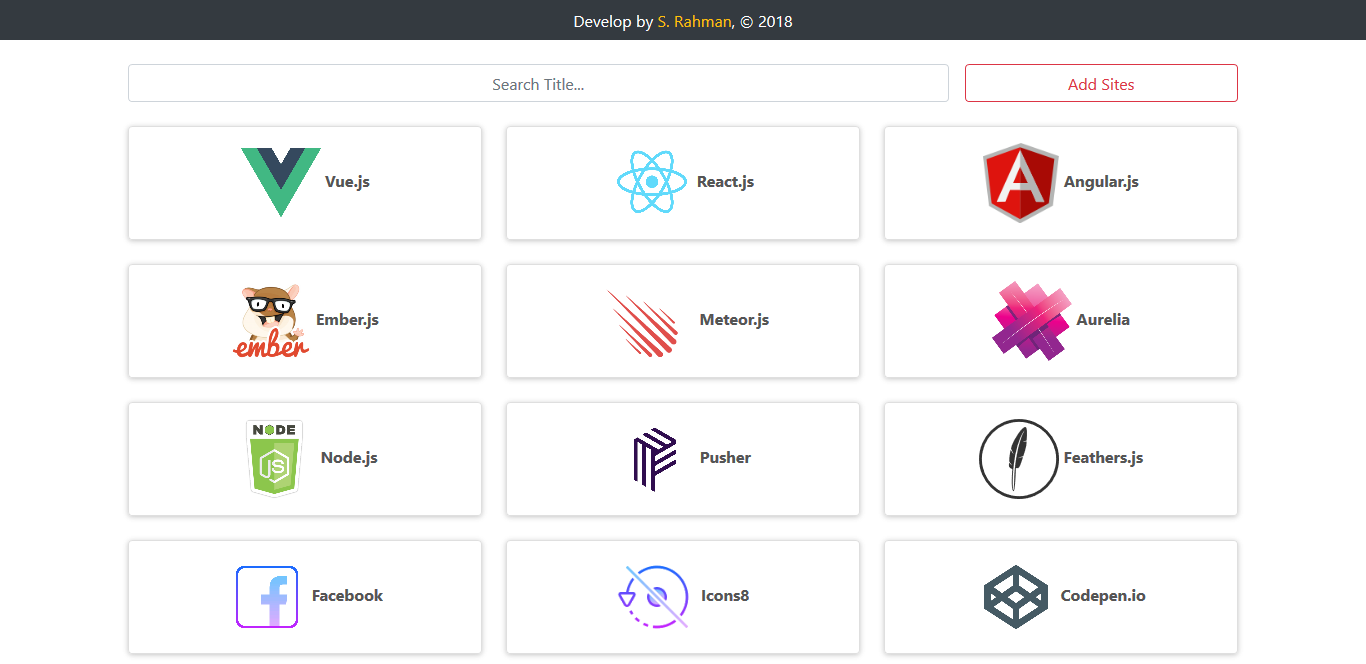 Develop by S. Rahman, © 2018
Search Title...
Add Sites
Vue.js
React.js
Angular.js
ember
Ember.js
Meteor.js
Aurelia
NODE
JS
Node.js
Pusher
Feathers.js
Facebook
Icons8
Codepen.io